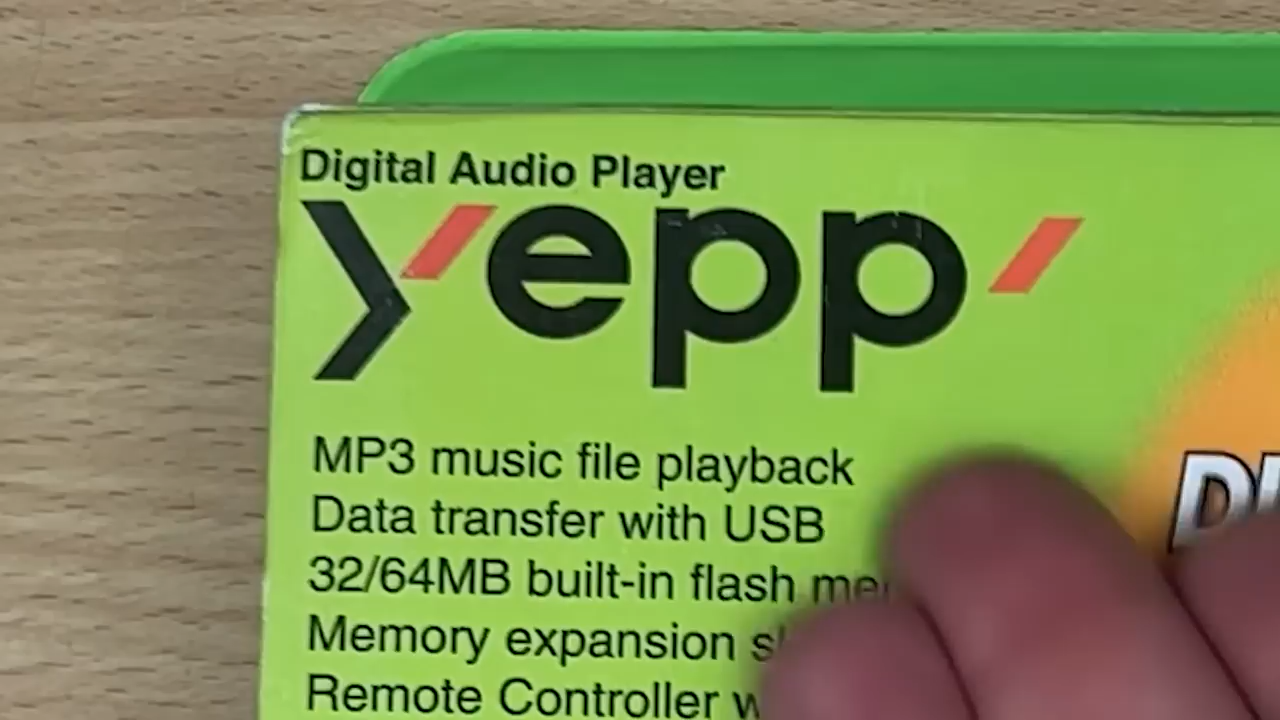 Digital Audio Player
yepp'
MP3 music file playback
Data transfer with USB
32/64MB built-in flash
Memory expansion
Remote Controller